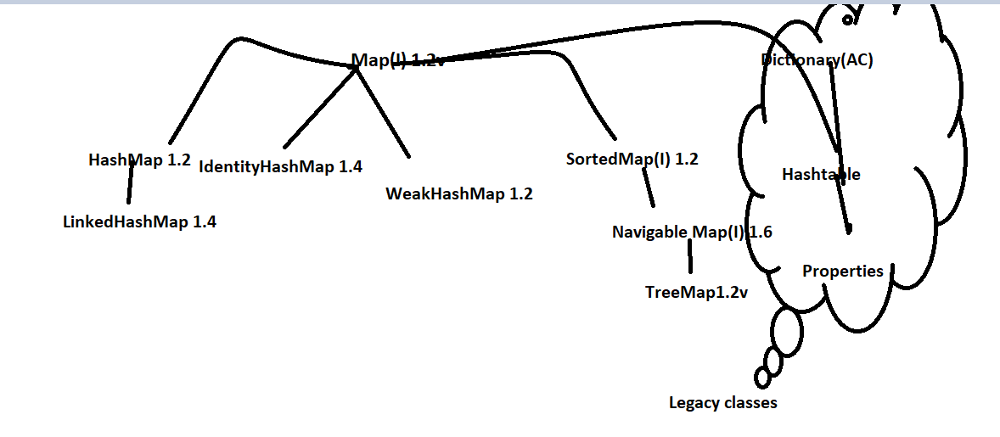 Map(I) 1.2v
Dictionary(AC)
HashMap 1.2
IdentityHashMap 1.4
WeakHashMap 1.2
SortedMap(I) 1.2
Hashtable
LinkedHashMap 1.4
Navigable Map(I) 1.6
Properties
TreeMap1.2v
Legacy classes